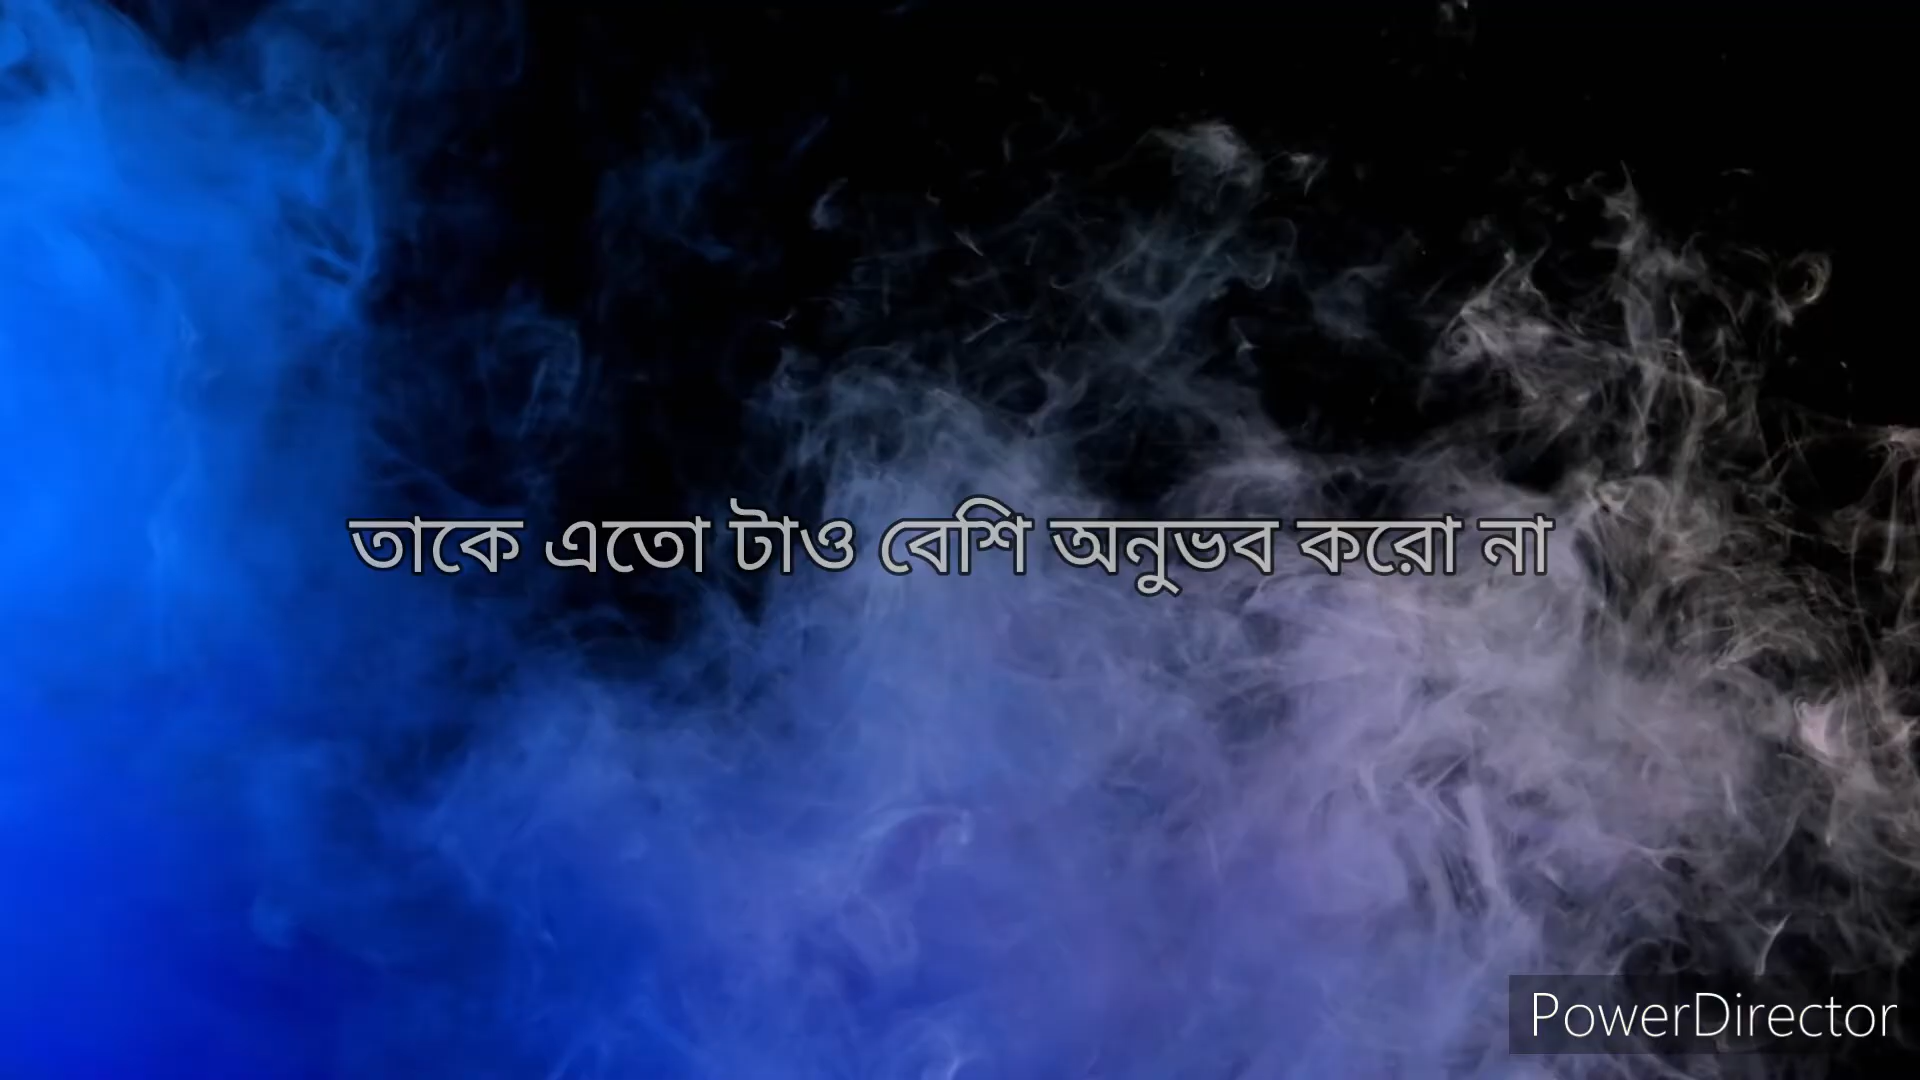 তাকে এতো টাও বেশি অনুভব করো না
PowerDirector